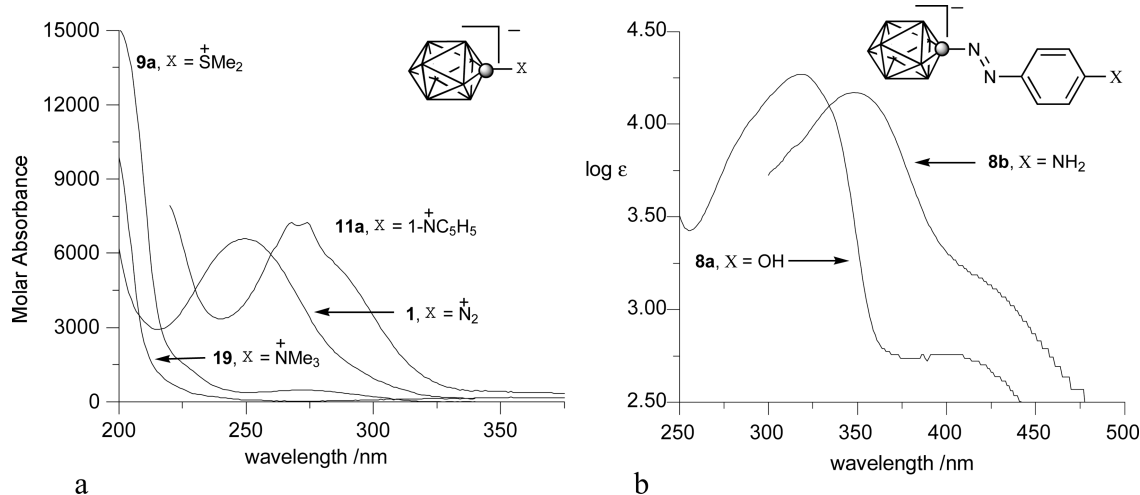 15000
12000
9000
6000
3000
0
Molar Absorbance
200
250
300
350
wavelength /nm
9a, X = S⁺Me₂
−
X
11a, X = 1-N⁺C₅H₅
1, X = N⁺₂
19, X = N⁺Me₃
a
4.50
4.00
3.50
3.00
2.50
log ε
250
300
350
400
450
500
wavelength /nm
−
N
N
X
8b, X = NH₂
8a, X = OH
b